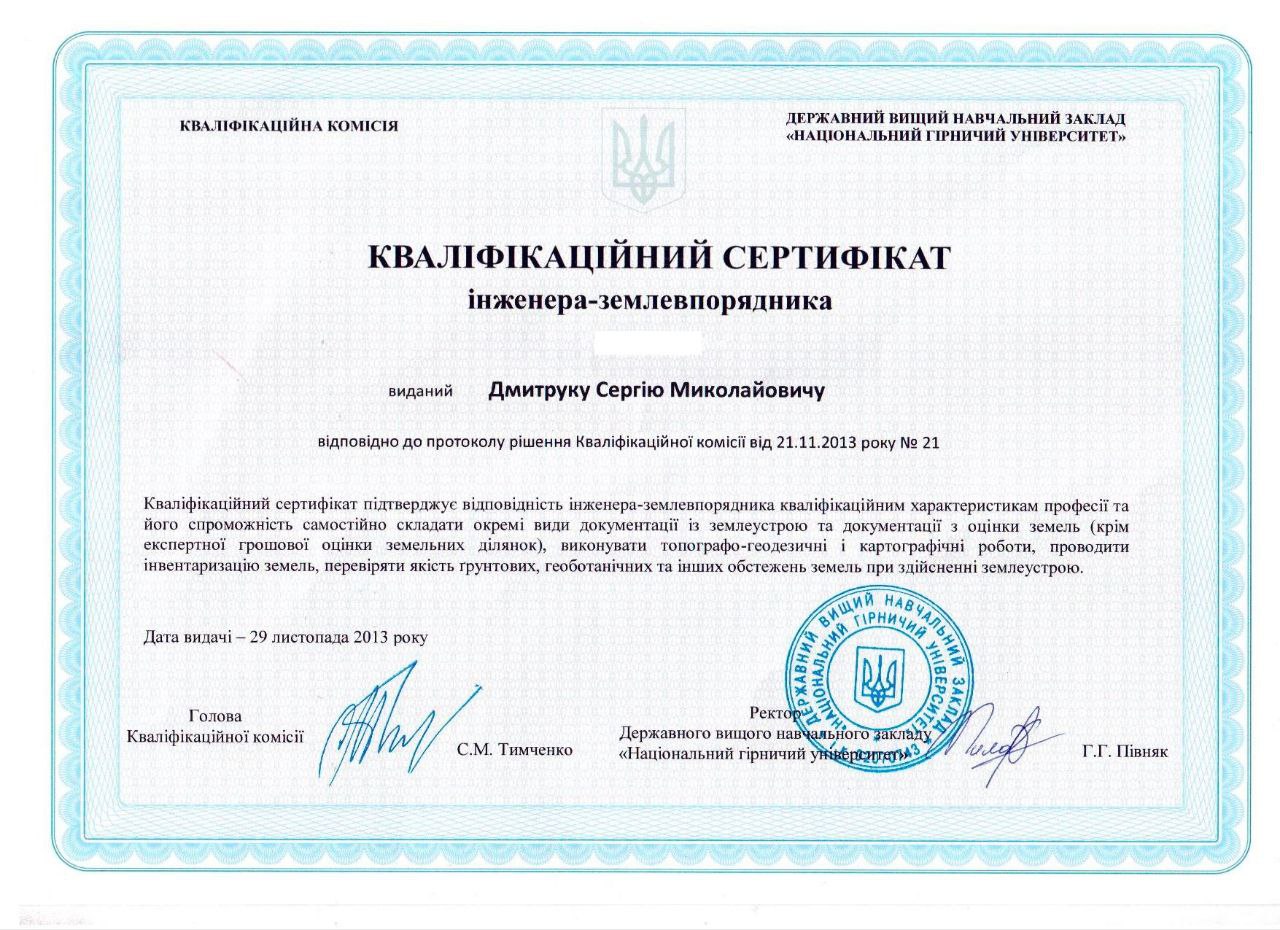 КВАЛІФІКАЦІЙНА КОМІСІЯ
ДЕРЖАВНИЙ ВИЩИЙ НАВЧАЛЬНИЙ ЗАКЛАД
«НАЦІОНАЛЬНИЙ ГІРНИЧИЙ УНІВЕРСИТЕТ»
КВАЛІФІКАЦІЙНИЙ СЕРТИФІКАТ
інженера-землевпорядника
виданий Дмитруку Сергію Миколайовичу
відповідно до протоколу рішення Кваліфікаційної комісії від 21.11.2013 року № 21
Кваліфікаційний сертифікат підтверджує відповідність інженера-землевпорядника кваліфікаційним характеристикам професії та
його спроможність самостійно складати окремі види документації із землеустрою та документації з оцінки земель (крім
експертної грошової оцінки земельних ділянок), виконувати топографо-геодезичні і картографічні роботи, проводити
інвентаризацію земель, перевіряти якість ґрунтових, геоботанічних та інших обстежень земель при здійсненні землеустрою.
Дата видачі – 29 листопада 2013 року
Голова
Кваліфікаційної комісії
С.М. Тимченко
Ректор
Державного вищого навчального закладу
«Національний гірничий університет»
Г.Г. Півняк
ДЕРЖАВНИЙ ВИЩИЙ НАВЧАЛЬНИЙ ЗАКЛАД
НАЦІОНАЛЬНИЙ ГІРНИЧИЙ УНІВЕРСИТЕТ